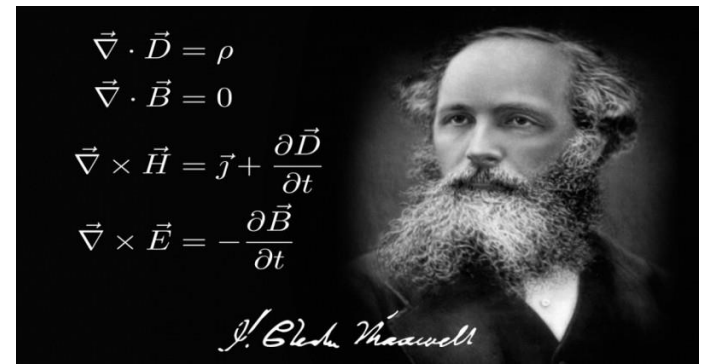 ∇⃗ · D⃗ = ρ
∇⃗ · B⃗ = 0
∇⃗ × H⃗ = j⃗ + ∂D⃗/∂t
∇⃗ × E⃗ = −∂B⃗/∂t
J. Clerk Maxwell